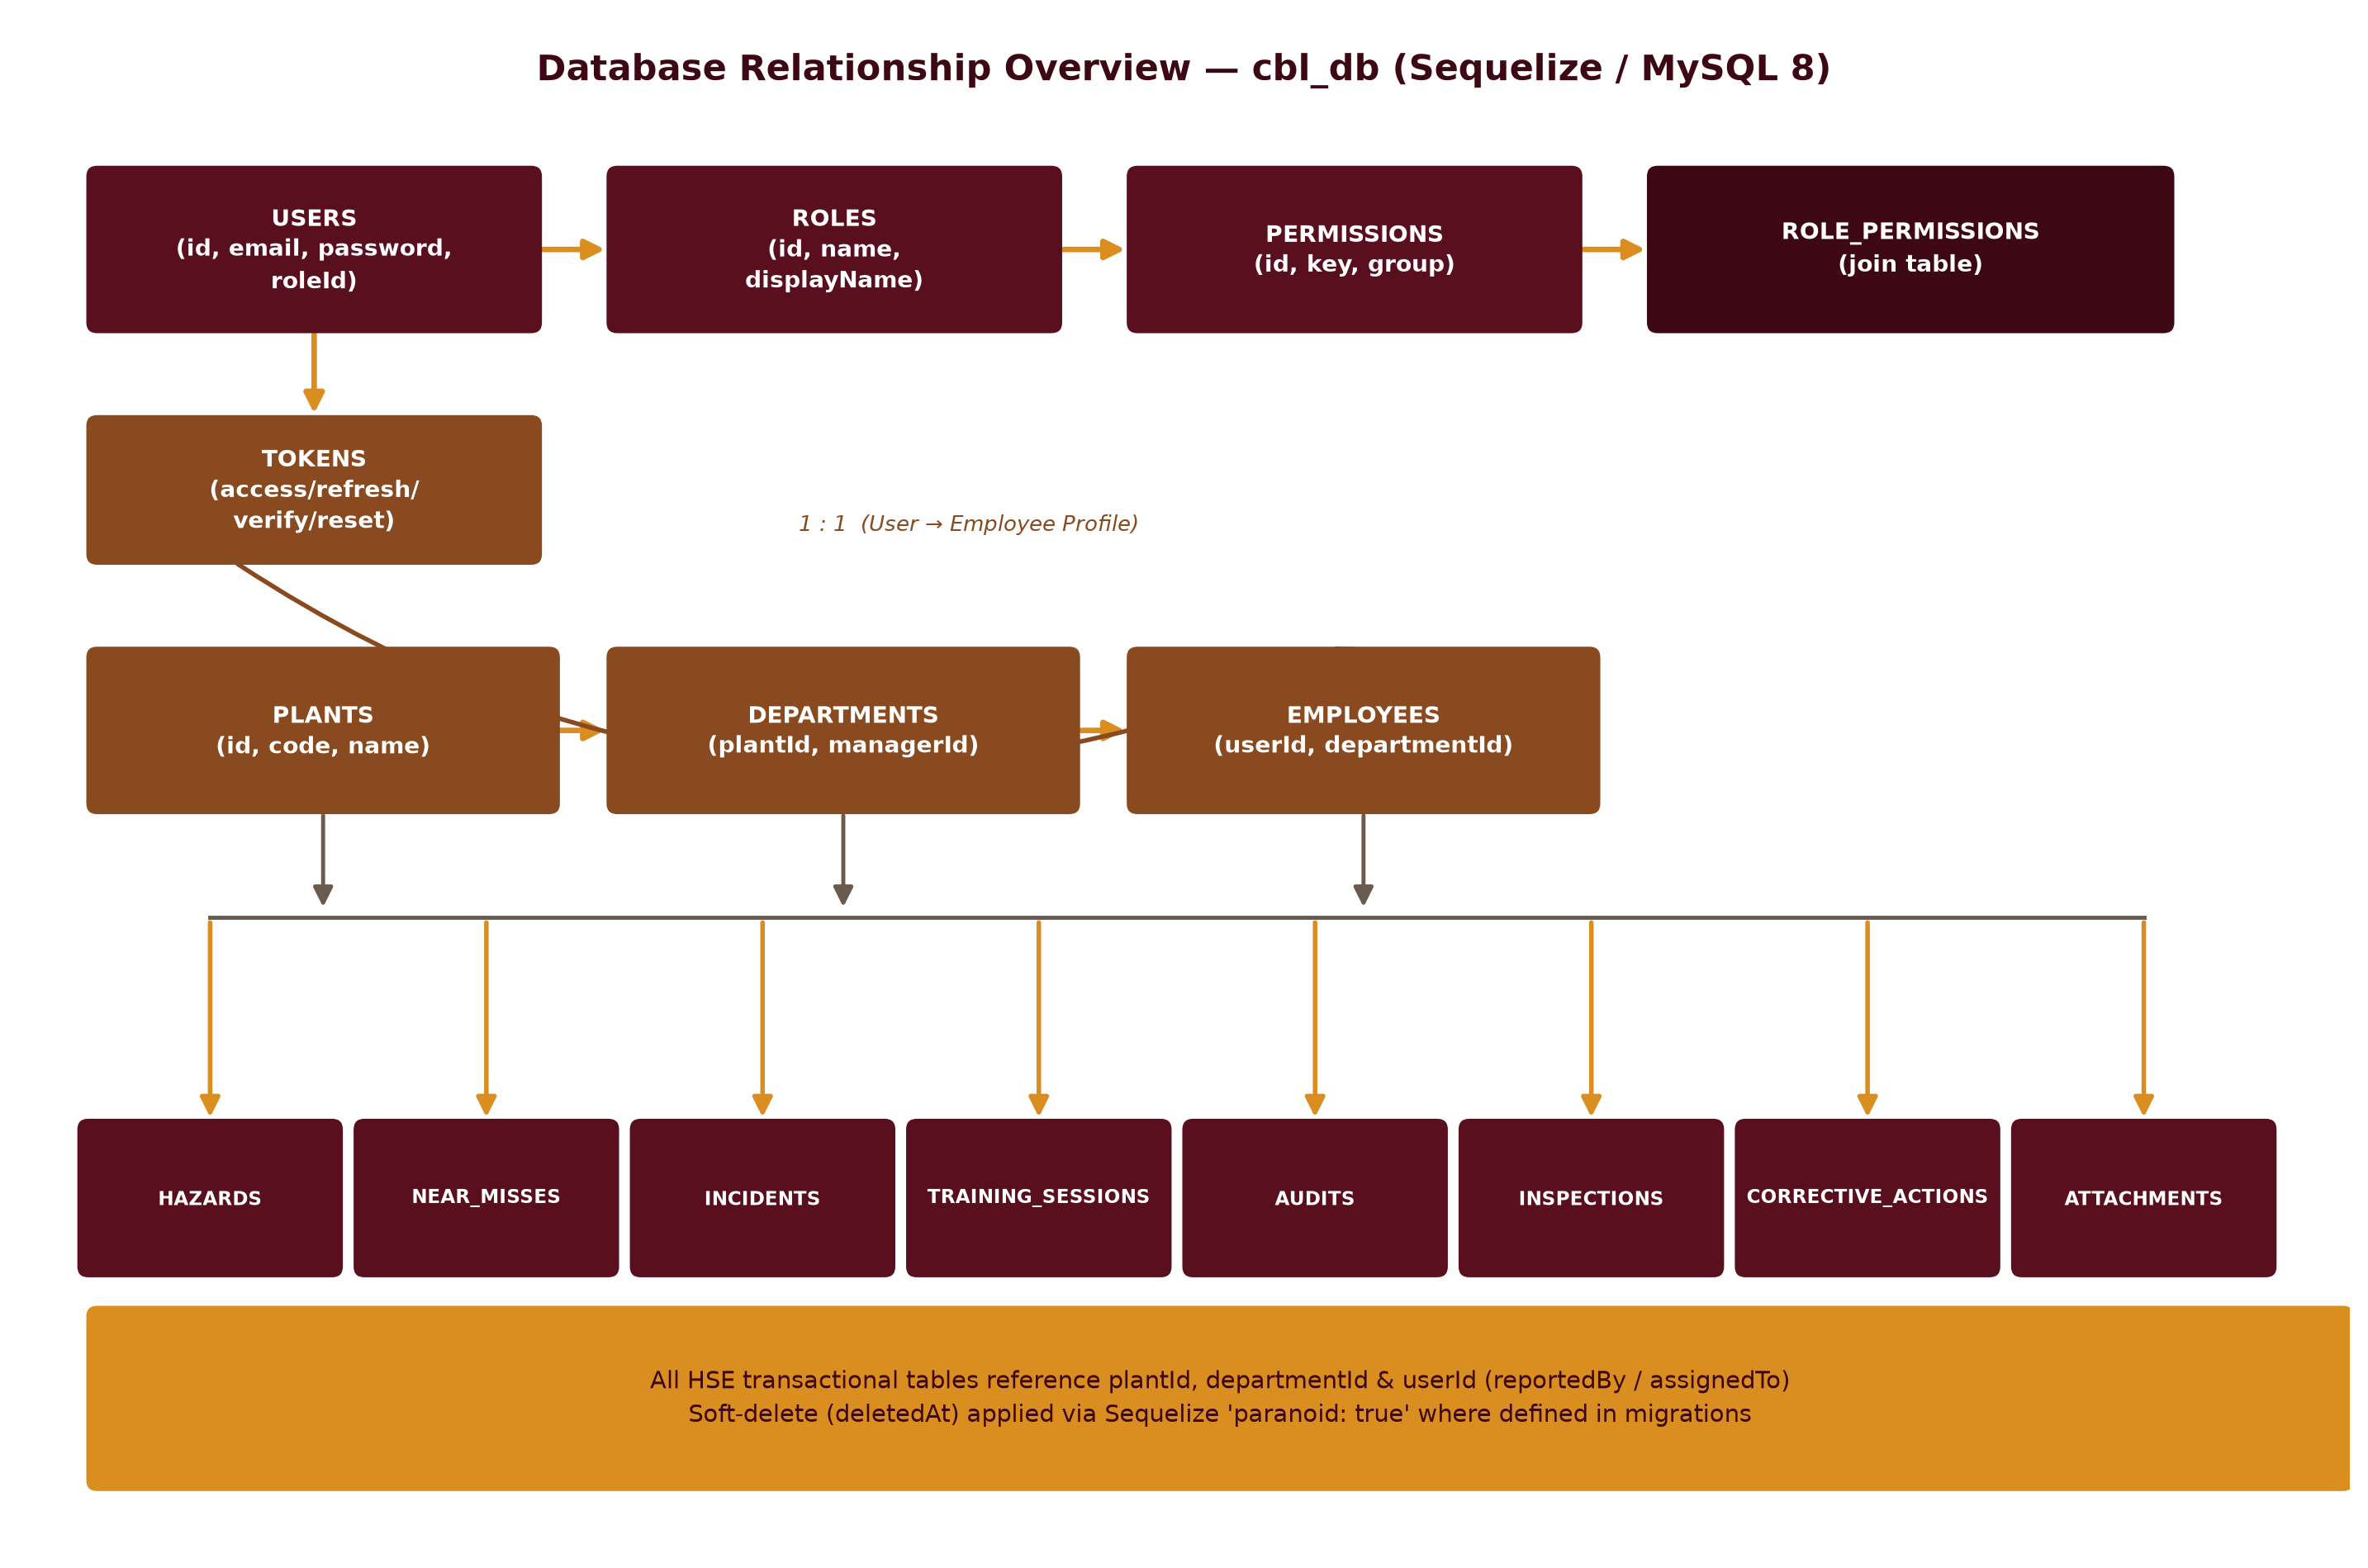 Database Relationship Overview — cbl_db (Sequelize / MySQL 8)
USERS
(id, email, password,
roleId)
ROLES
(id, name,
displayName)
PERMISSIONS
(id, key, group)
ROLE_PERMISSIONS
(join table)
TOKENS
(access/refresh/
verify/reset)
1 : 1  (User → Employee Profile)
PLANTS
(id, code, name)
DEPARTMENTS
(plantId, managerId)
EMPLOYEES
(userId, departmentId)
HAZARDS
NEAR_MISSES
INCIDENTS
TRAINING_SESSIONS
AUDITS
INSPECTIONS
CORRECTIVE_ACTIONS
ATTACHMENTS
All HSE transactional tables reference plantId, departmentId & userId (reportedBy / assignedTo)
Soft-delete (deletedAt) applied via Sequelize 'paranoid: true' where defined in migrations